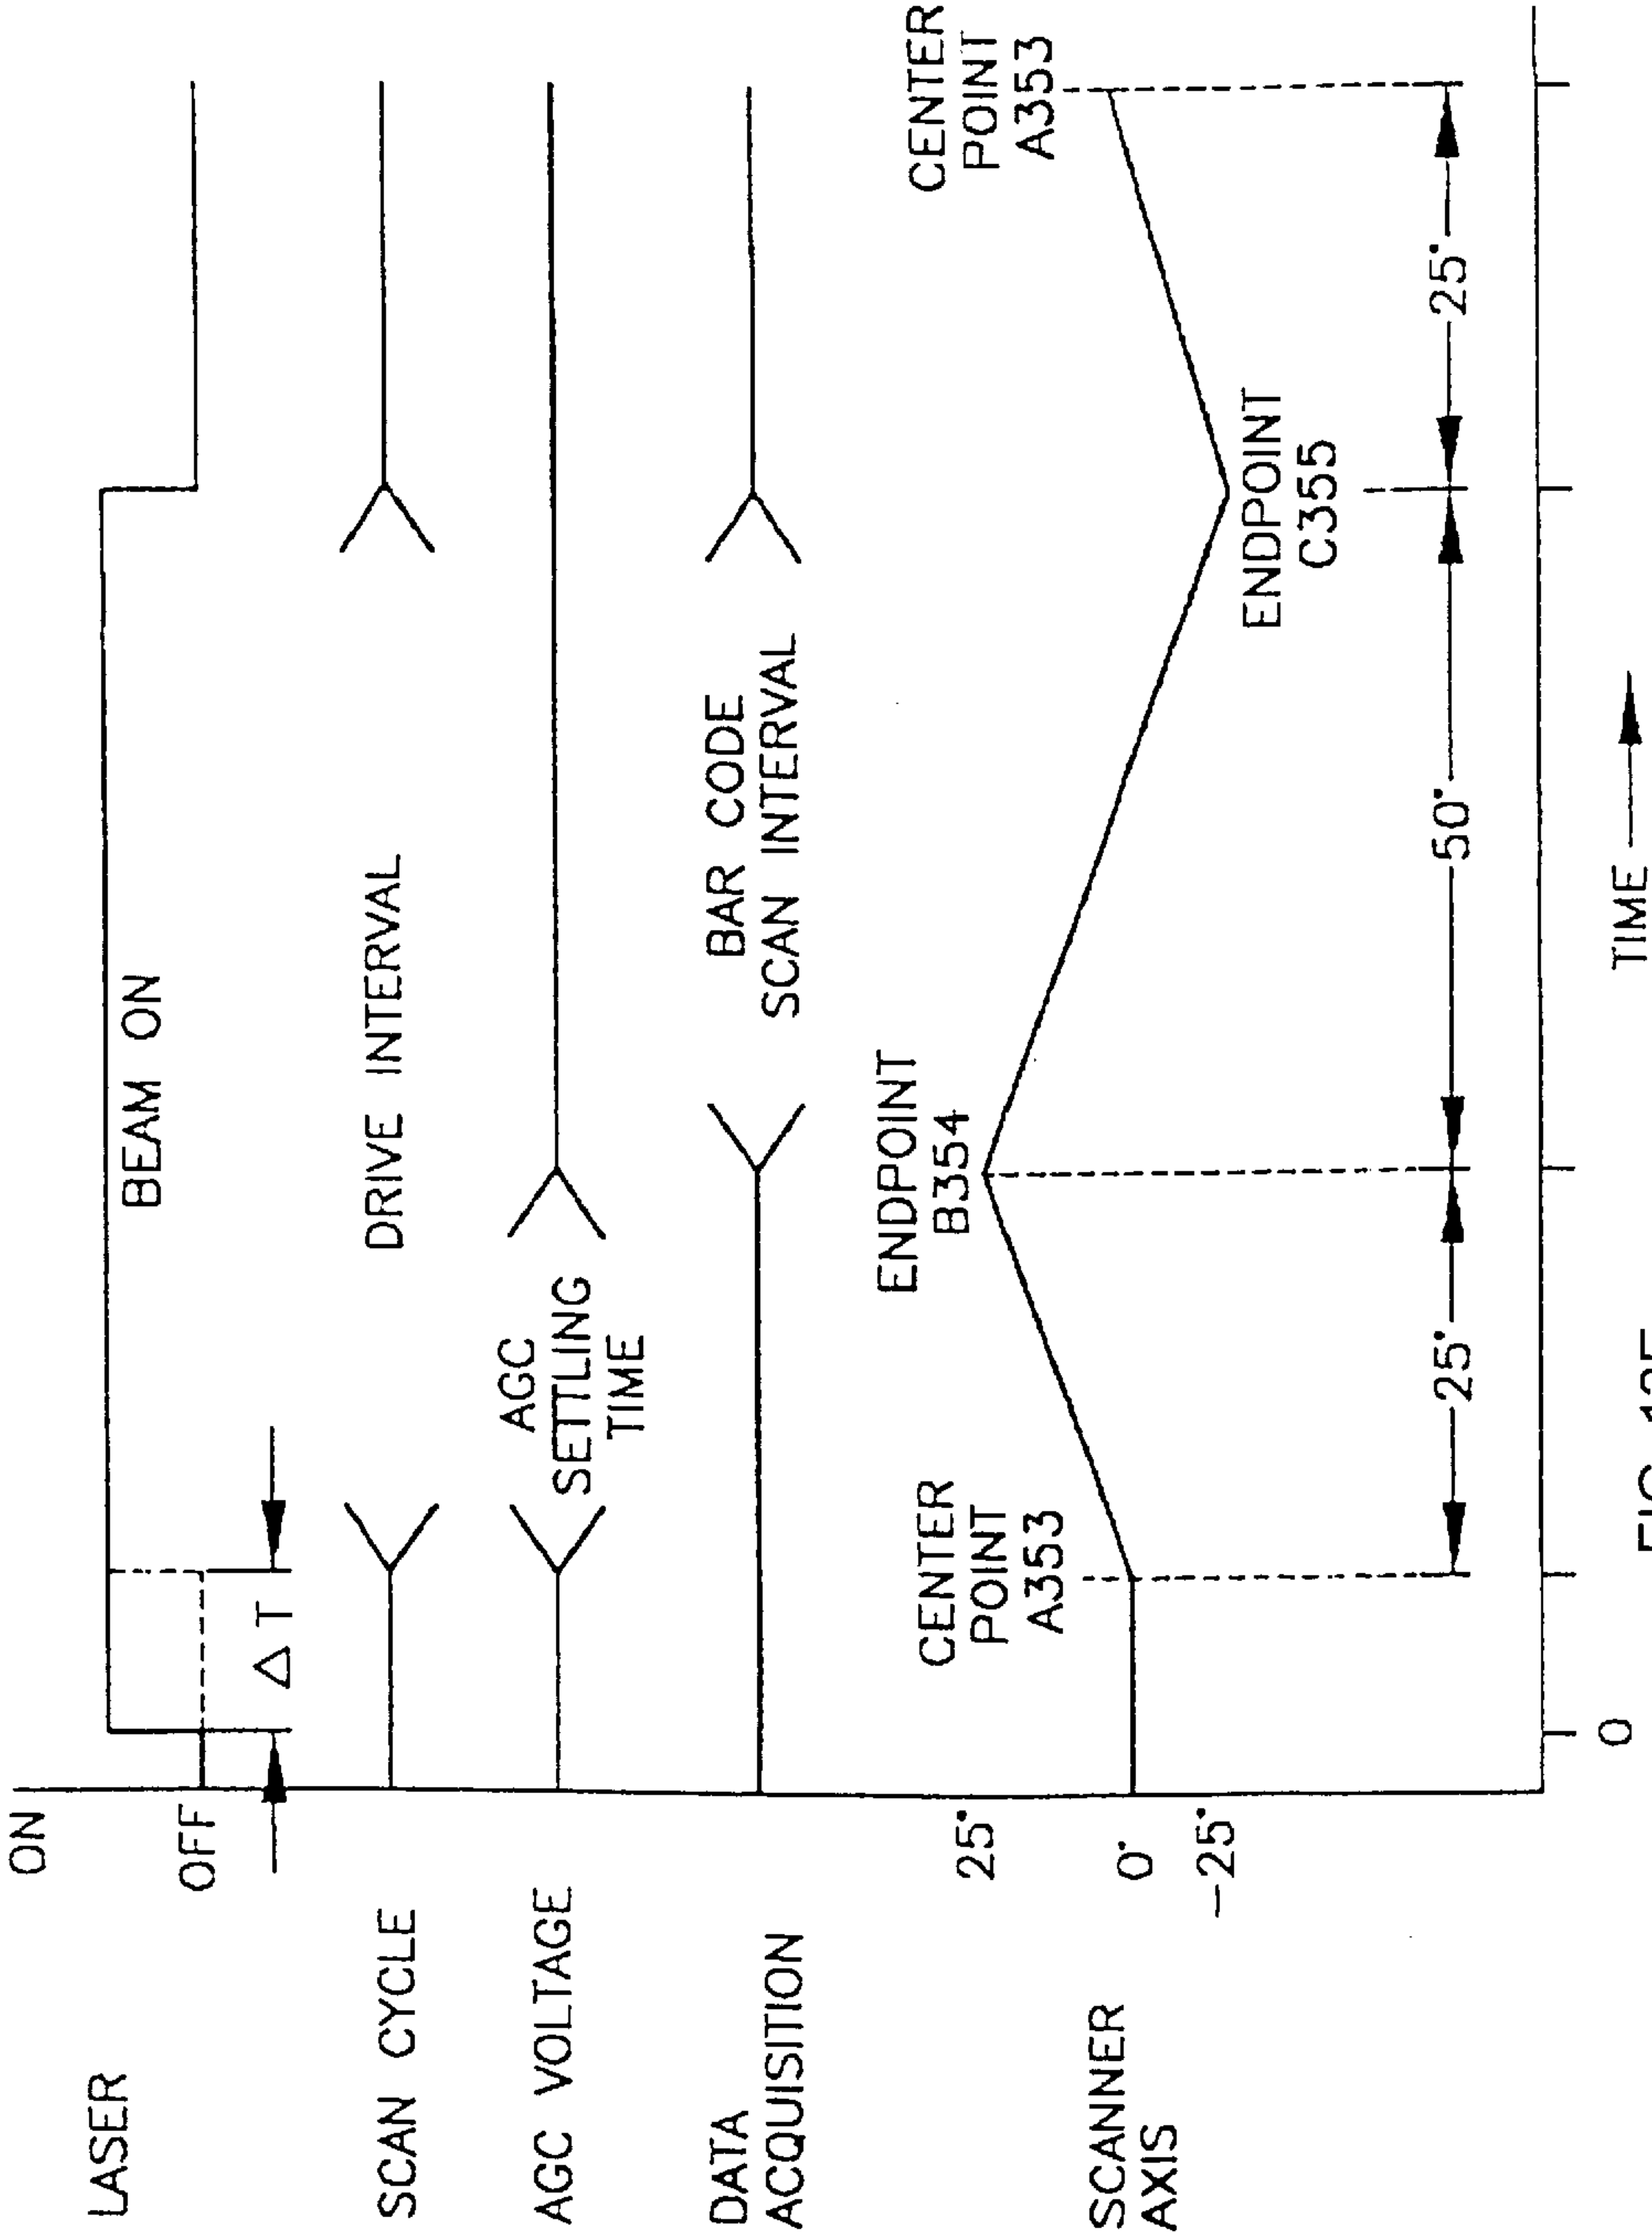 LASER
ON
OFF
BEAM ON
Δ T
SCAN CYCLE
DRIVE INTERVAL
AGC VOLTAGE
AGC
SETTLING
TIME
DATA
ACQUISITION
BAR CODE
SCAN INTERVAL
SCANNER
AXIS
25°
0°
-25°
CENTER
POINT
A353
ENDPOINT
B354
ENDPOINT
C355
CENTER
POINT
A353
25°
50°
25°
0
TIME